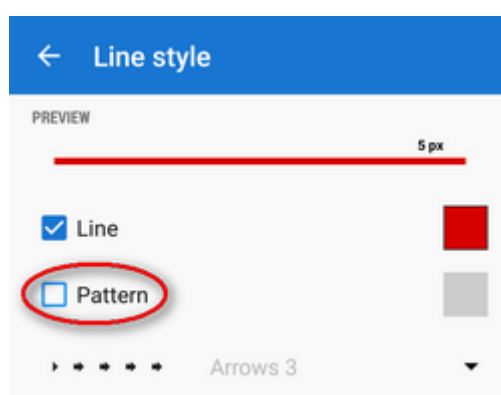 Line style
PREVIEW
5 px
Line
Pattern
Arrows 3